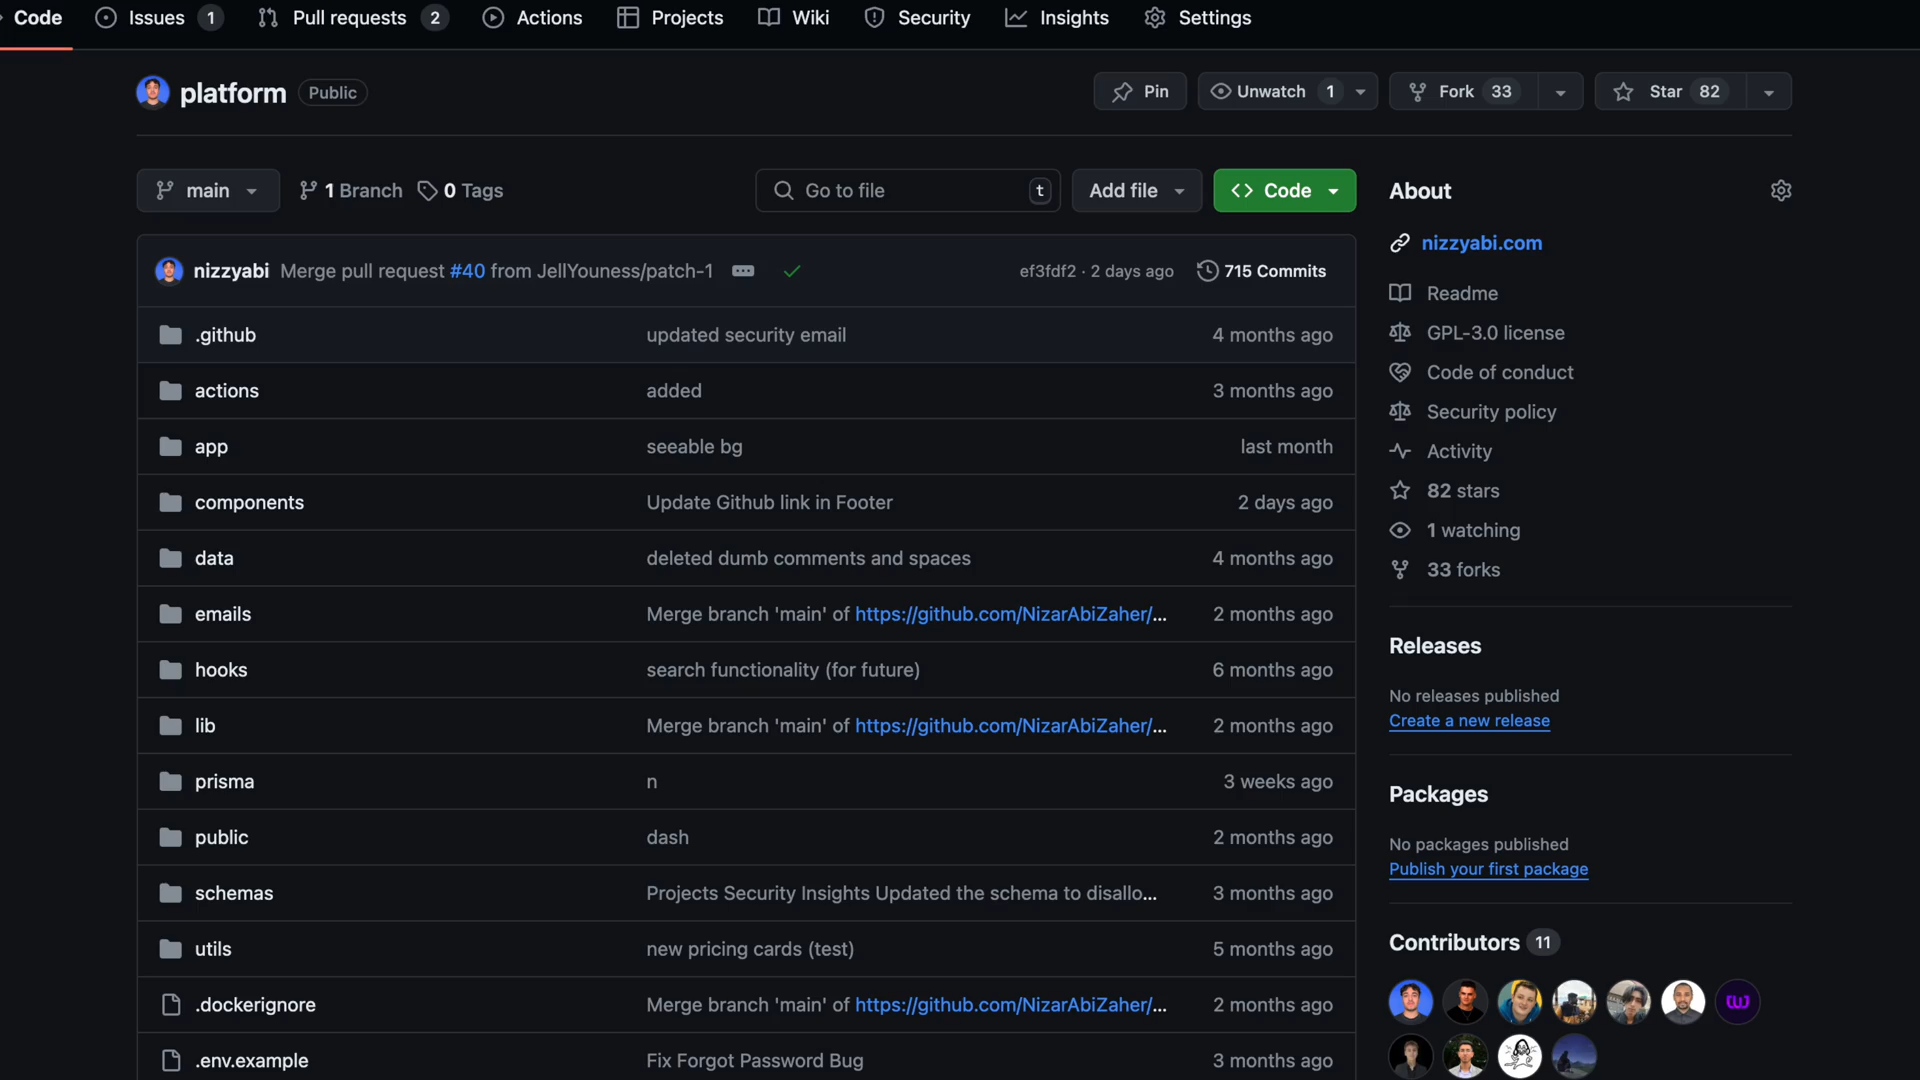 Code Issues 1 Pull requests 2 Actions Projects Wiki Security Insights Settings
platform Public Pin Unwatch 1 Fork 33 Star 82
main 1 Branch 0 Tags Go to file t Add file <> Code
nizzyabi Merge pull request #40 from JellYouness/patch-1 ··· ef3fdf2 · 2 days ago 715 Commits
.github updated security email 4 months ago
actions added 3 months ago
app seeable bg last month
components Update Github link in Footer 2 days ago
data deleted dumb comments and spaces 4 months ago
emails Merge branch 'main' of https://github.com/NizarAbiZaher/... 2 months ago
hooks search functionality (for future) 6 months ago
lib Merge branch 'main' of https://github.com/NizarAbiZaher/... 2 months ago
prisma n 3 weeks ago
public dash 2 months ago
schemas Projects Security Insights Updated the schema to disallo... 3 months ago
utils new pricing cards (test) 5 months ago
.dockerignore Merge branch 'main' of https://github.com/NizarAbiZaher/... 2 months ago
.env.example Fix Forgot Password Bug 3 months ago
About
nizzyabi.com
Readme
GPL-3.0 license
Code of conduct
Security policy
Activity
82 stars
1 watching
33 forks
Releases
No releases published
Create a new release
Packages
No packages published
Publish your first package
Contributors 11